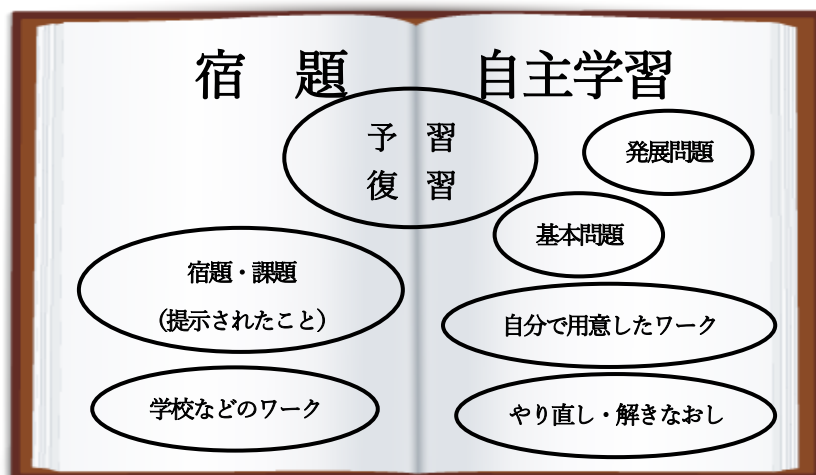 宿　題
自主学習
予　習
復　習
発展問題
基本問題
宿題・課題
（提示されたこと）
自分で用意したワーク
学校などのワーク
やり直し・解きなおし